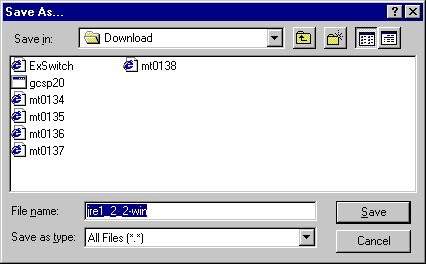 Save As...
Save in: Download
ExSwitch mt0138
gcsp20
mt0134
mt0135
mt0136
mt0137
File name: jre1_2_2-win Save
Save as type: All Files (*.*) Cancel